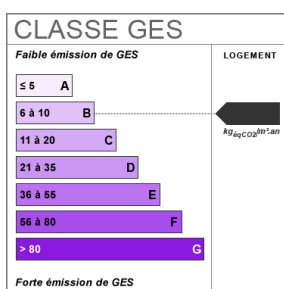 CLASSE GES
Faible émission de GES
LOGEMENT
≤ 5 A
6 à 10 B
kgéqCO2/m².an
11 à 20 C
21 à 35 D
36 à 55 E
56 à 80 F
> 80 G
Forte émission de GES